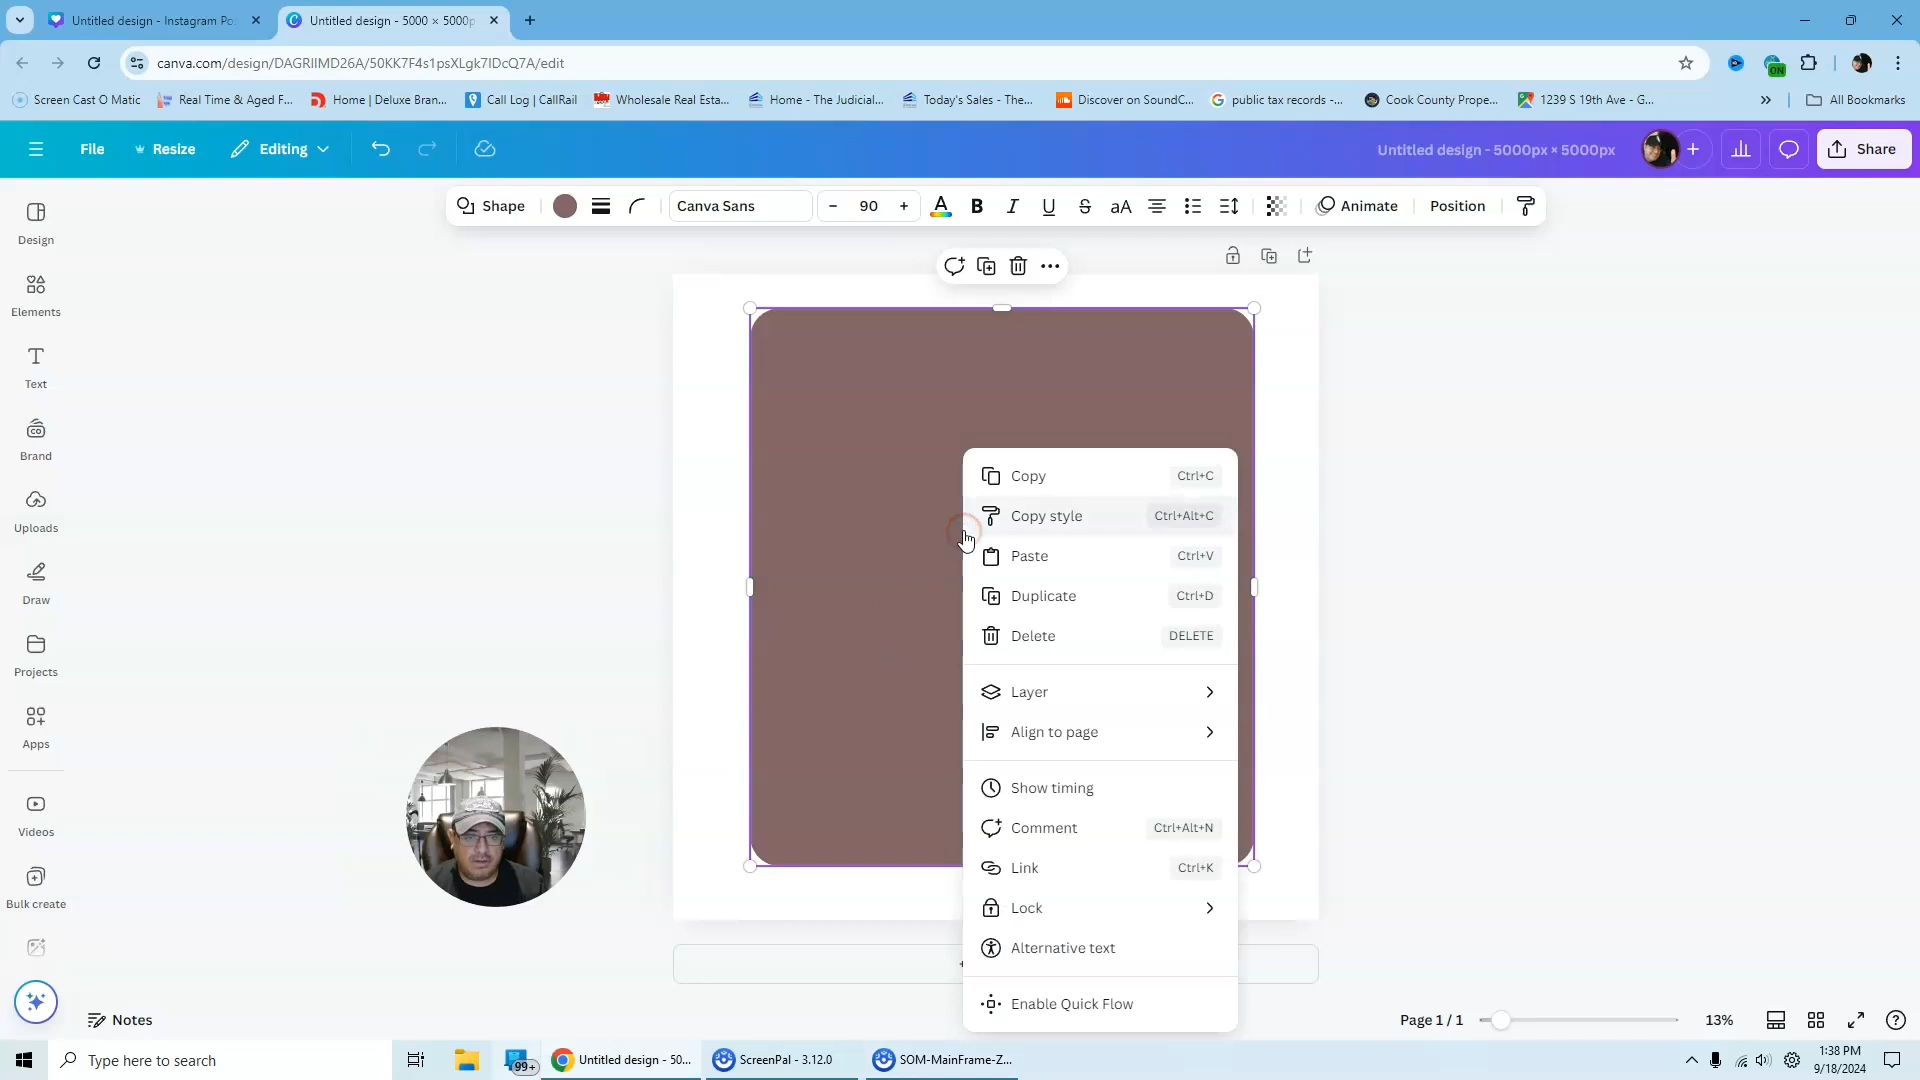 Untitled design - Instagram Po
Untitled design - 5000 × 5000p
canva.com/design/DAGRIIMD26A/50KK7F4s1psXLgk7IDcQ7A/edit
ON
Screen Cast O Matic
Real Time & Aged F...
Home | Deluxe Bran...
Call Log | CallRail
Wholesale Real Esta...
Home - The Judicial...
Today's Sales - The...
Discover on SoundC...
public tax records -...
Cook County Prope...
1239 S 19th Ave - G...
All Bookmarks
File
Resize
Editing
Untitled design - 5000px × 5000px
Share
Shape
Canva Sans
90
A
B
I
U
S
aA
Animate
Position
Design
Elements
Text
Brand
Uploads
Draw
Projects
Apps
Videos
Bulk create
Copy Ctrl+C
Copy style Ctrl+Alt+C
Paste Ctrl+V
Duplicate Ctrl+D
Delete DELETE
Layer
Align to page
Show timing
Comment Ctrl+Alt+N
Link Ctrl+K
Lock
Alternative text
Enable Quick Flow
Notes
Page 1 / 1
13%
Type here to search
99+
Untitled design - 50...
ScreenPal - 3.12.0
SOM-MainFrame-Z...
1:38 PM
9/18/2024